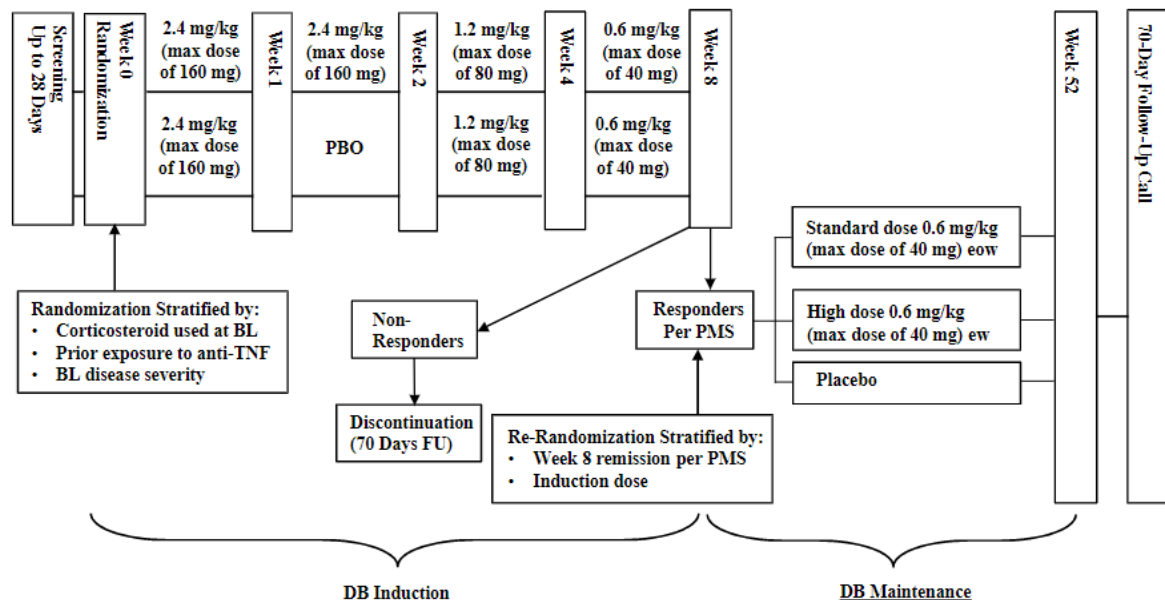 Screening
Up to 28 Days
Week 0
Randomization
2.4 mg/kg
(max dose
of 160 mg)
Week 1
2.4 mg/kg
(max dose
of 160 mg)
Week 2
1.2 mg/kg
(max dose
of 80 mg)
Week 4
0.6 mg/kg
(max dose
of 40 mg)
Week 8
Week 52
70-Day Follow-Up Call
2.4 mg/kg
(max dose
of 160 mg)
PBO
1.2 mg/kg
(max dose
of 80 mg)
0.6 mg/kg
(max dose
of 40 mg)
Randomization Stratified by:
• Corticosteroid used at BL
• Prior exposure to anti-TNF
• BL disease severity
Non-
Responders
Discontinuation
(70 Days FU)
Responders
Per PMS
Re-Randomization Stratified by:
• Week 8 remission per PMS
• Induction dose
Standard dose 0.6 mg/kg
(max dose of 40 mg) eow
High dose 0.6 mg/kg
(max dose of 40 mg) ew
Placebo
DB Induction
DB Maintenance